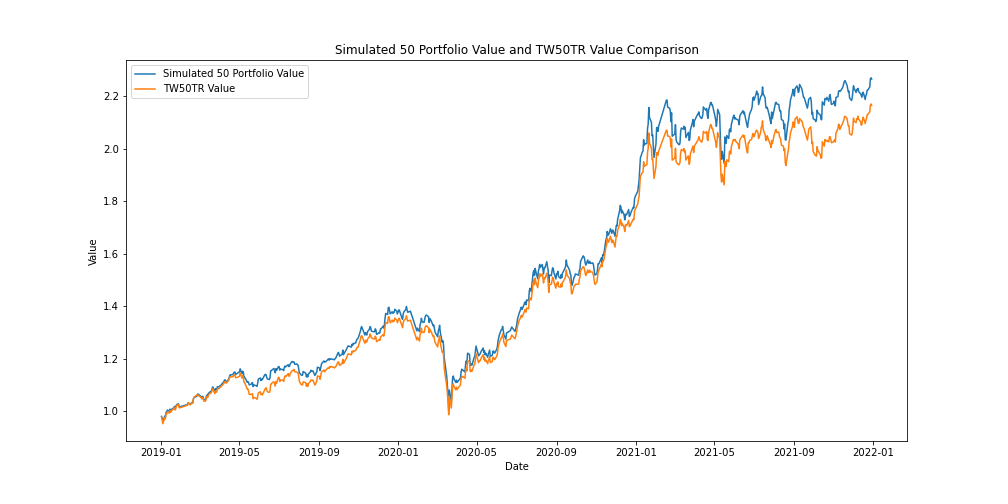 Simulated 50 Portfolio Value and TW50TR Value Comparison
Simulated 50 Portfolio Value
TW50TR Value
Value
2.2
2.0
1.8
1.6
1.4
1.2
1.0
2019-01 2019-05 2019-09 2020-01 2020-05 2020-09 2021-01 2021-05 2021-09 2022-01
Date